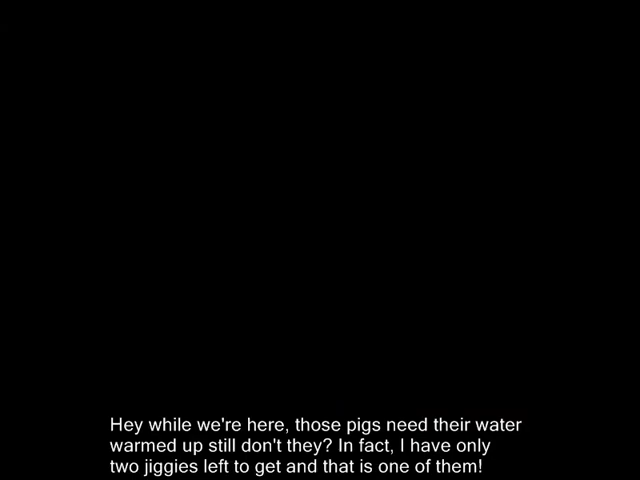 Hey while we're here, those pigs need their water
warmed up still don't they? In fact, I have only
two jiggies left to get and that is one of them!